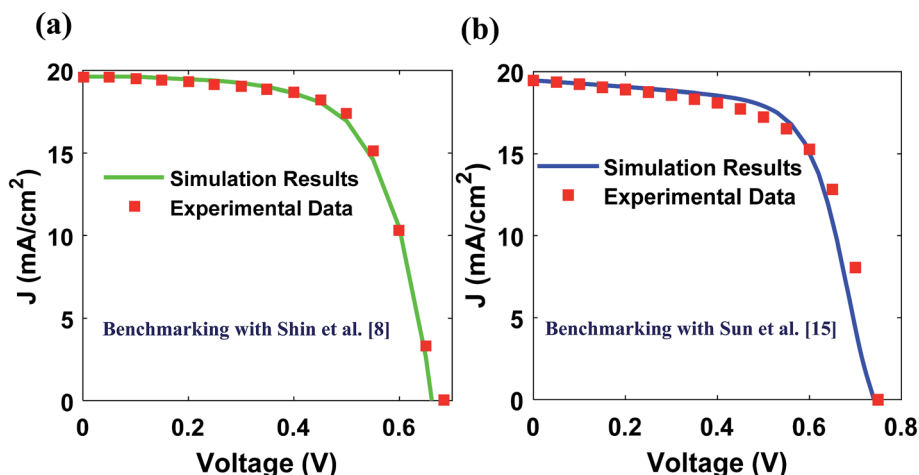 (a)
20
15
10
5
0
J (mA/cm²)
Simulation Results
Experimental Data
Benchmarking with Shin et al. [8]
0 0.2 0.4 0.6
Voltage (V)
(b)
20
15
10
5
0
J (mA/cm²)
Simulation Results
Experimental Data
Benchmarking with Sun et al. [15]
0 0.2 0.4 0.6 0.8
Voltage (V)